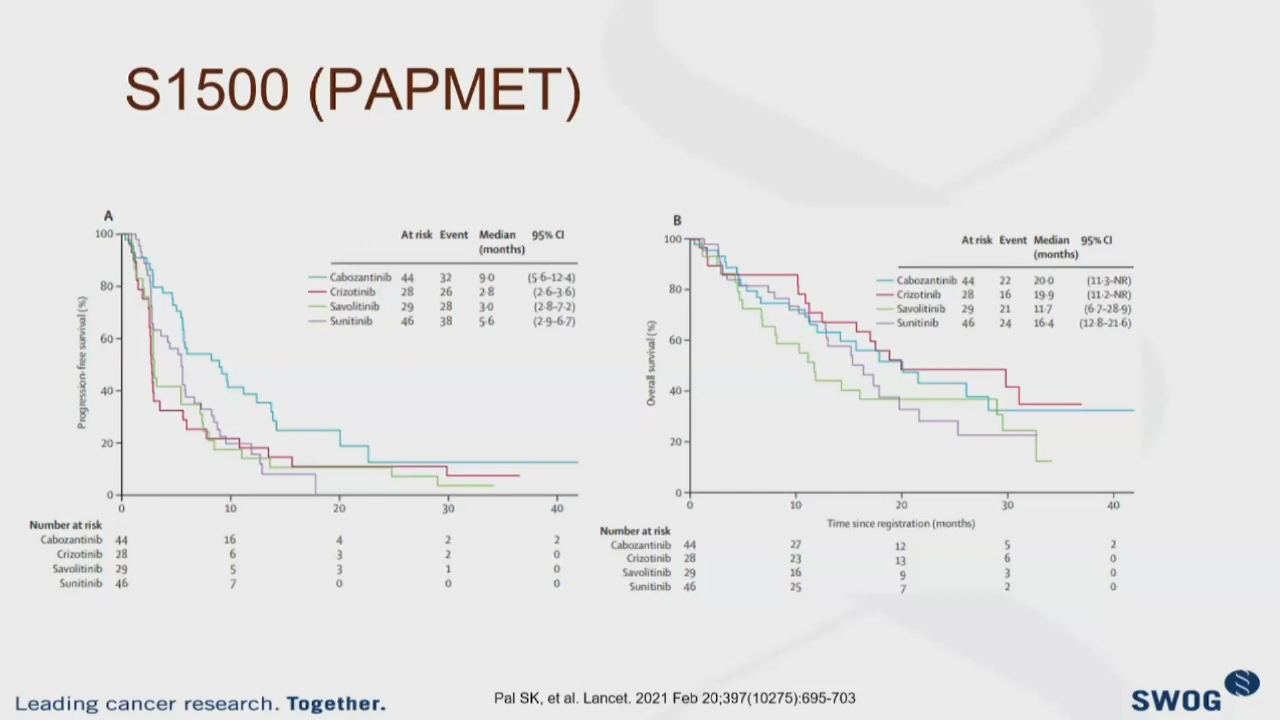 S1500 (PAPMET)
A
At risk Event Median (months) 95% CI
Cabozantinib 44 32 9·0 (5·6–12·4)
Crizotinib 28 26 2·8 (2·6–3·6)
Savolitinib 29 28 3·0 (2·8–7·2)
Sunitinib 46 38 5·6 (2·9–6·7)
Progression-free survival (%)
100
80
60
40
20
0
0 10 20 30 40
Number at risk
Cabozantinib 44 16 4 2 2
Crizotinib 28 6 3 2 0
Savolitinib 29 5 3 1 0
Sunitinib 46 7 0 0 0
B
At risk Event Median (months) 95% CI
Cabozantinib 44 22 20·0 (11·3–NR)
Crizotinib 28 16 19·9 (11·2–NR)
Savolitinib 29 21 11·7 (6·7–28·9)
Sunitinib 46 24 16·4 (12·8–21·6)
Overall survival (%)
100
80
60
40
20
0
0 10 20 30 40
Time since registration (months)
Number at risk
Cabozantinib 44 27 12 5 2
Crizotinib 28 23 13 6 0
Savolitinib 29 16 9 3 0
Sunitinib 46 25 7 2 0
Leading cancer research. Together.
Pal SK, et al. Lancet. 2021 Feb 20;397(10275):695-703
SWOG